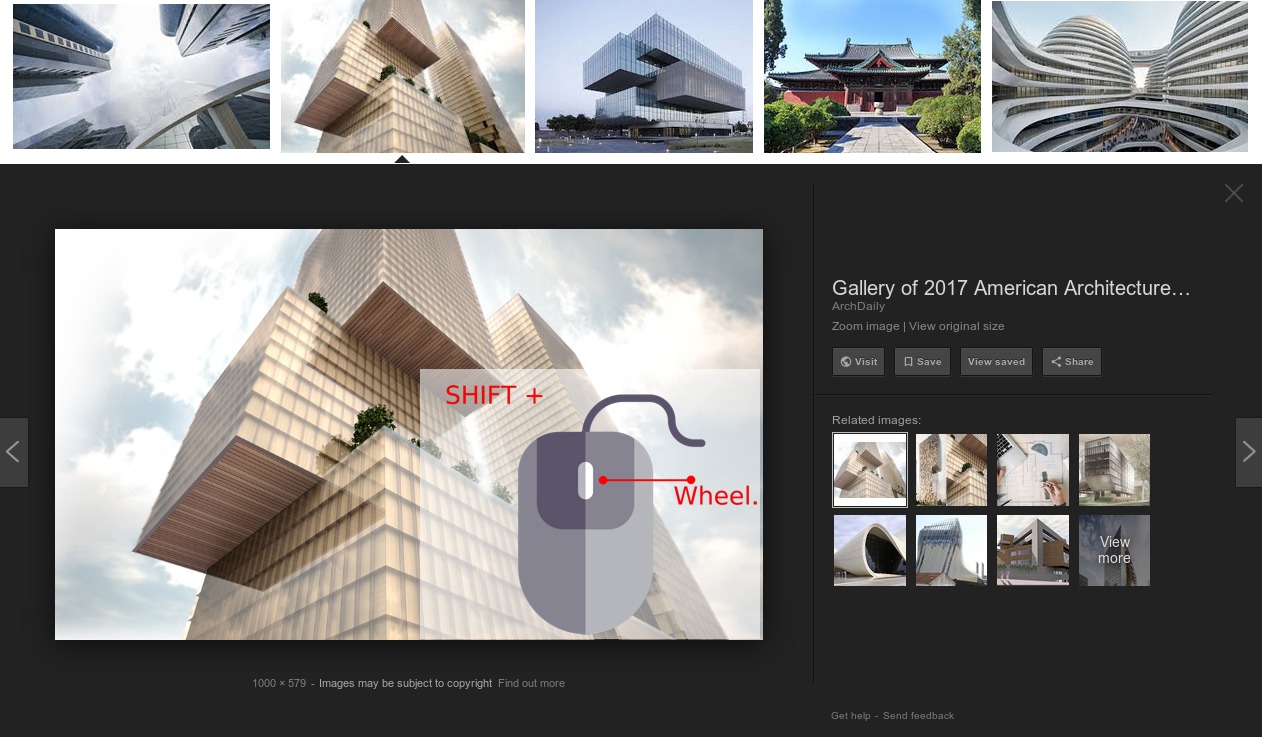 SHIFT +
Wheel.
1000 × 579 - Images may be subject to copyright Find out more
Gallery of 2017 American Architecture...
ArchDaily
Zoom image | View original size
Visit Save View saved Share
Related images:
View
more
Get help - Send feedback